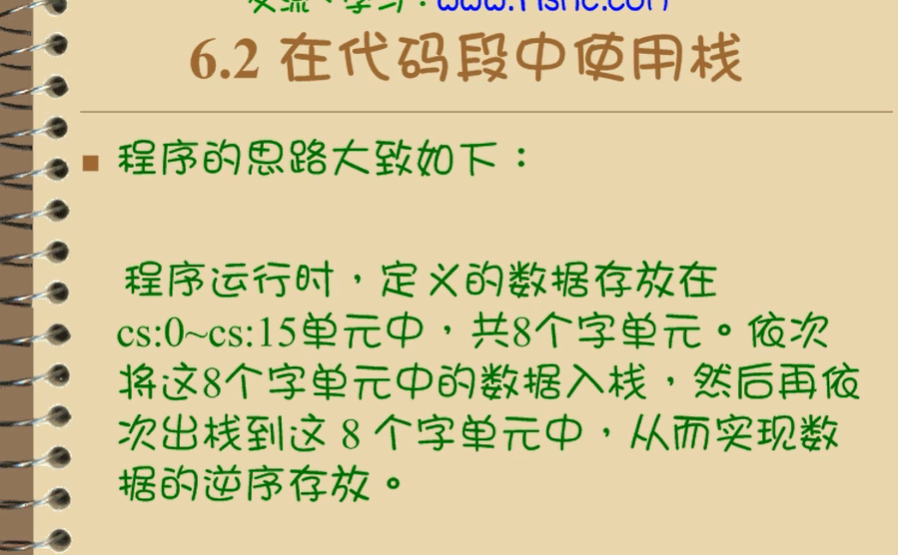 6.2 在代码段中使用栈
程序的思路大致如下：
程序运行时，定义的数据存放在
cs:0~cs:15单元中，共8个字单元。依次
将这8个字单元中的数据入栈，然后再依
次出栈到这 8 个字单元中，从而实现数
据的逆序存放。